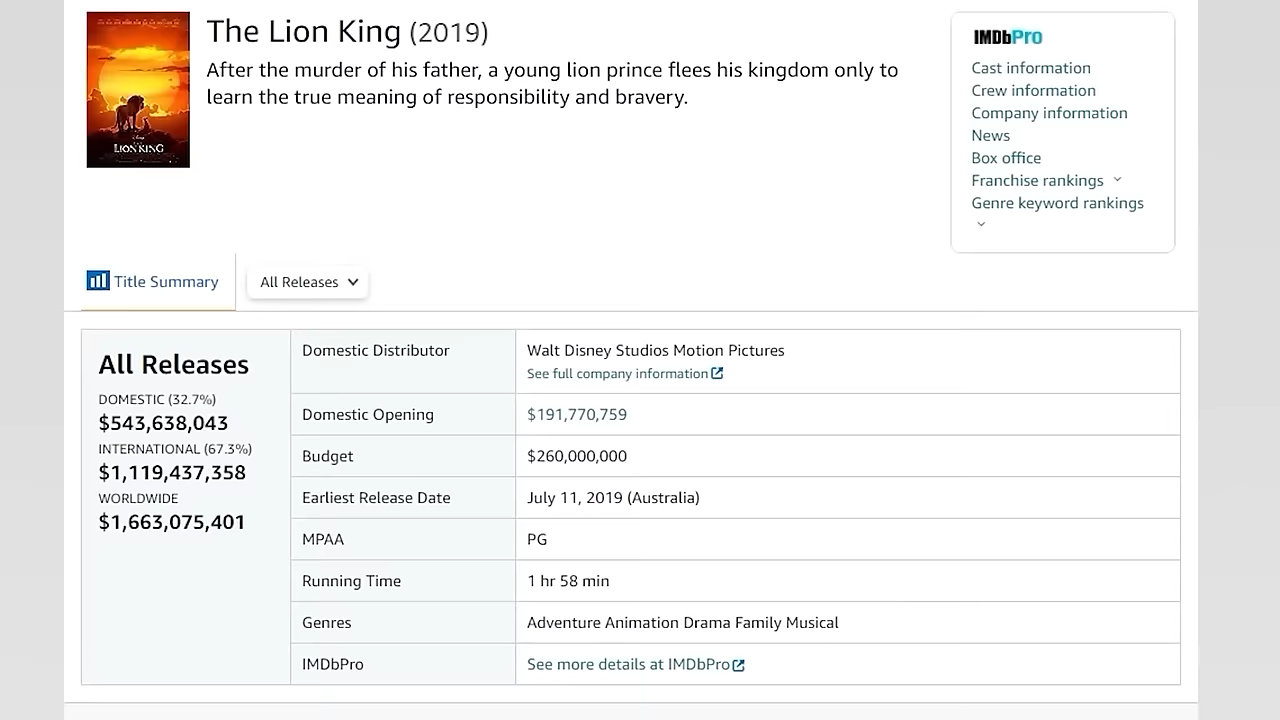 The Lion King (2019)
After the murder of his father, a young lion prince flees his kingdom only to
learn the true meaning of responsibility and bravery.
Disney
THE
LION KING
IMDbPro
Cast information
Crew information
Company information
News
Box office
Franchise rankings
Genre keyword rankings
Title Summary
All Releases
All Releases
DOMESTIC (32.7%)
$543,638,043
INTERNATIONAL (67.3%)
$1,119,437,358
WORLDWIDE
$1,663,075,401
Domestic Distributor
Walt Disney Studios Motion Pictures
See full company information
Domestic Opening
$191,770,759
Budget
$260,000,000
Earliest Release Date
July 11, 2019 (Australia)
MPAA
PG
Running Time
1 hr 58 min
Genres
Adventure Animation Drama Family Musical
IMDbPro
See more details at IMDbPro